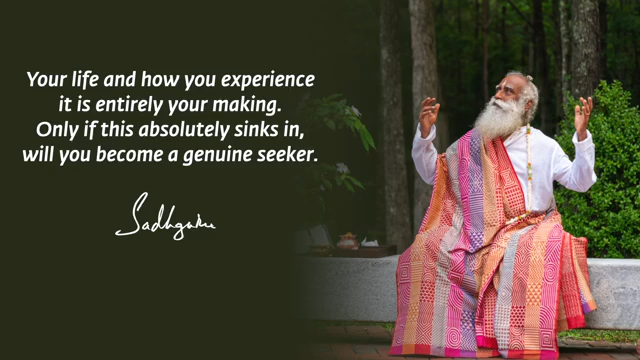 Your life and how you experience
it is entirely your making.
Only if this absolutely sinks in,
will you become a genuine seeker.
Sadhguru